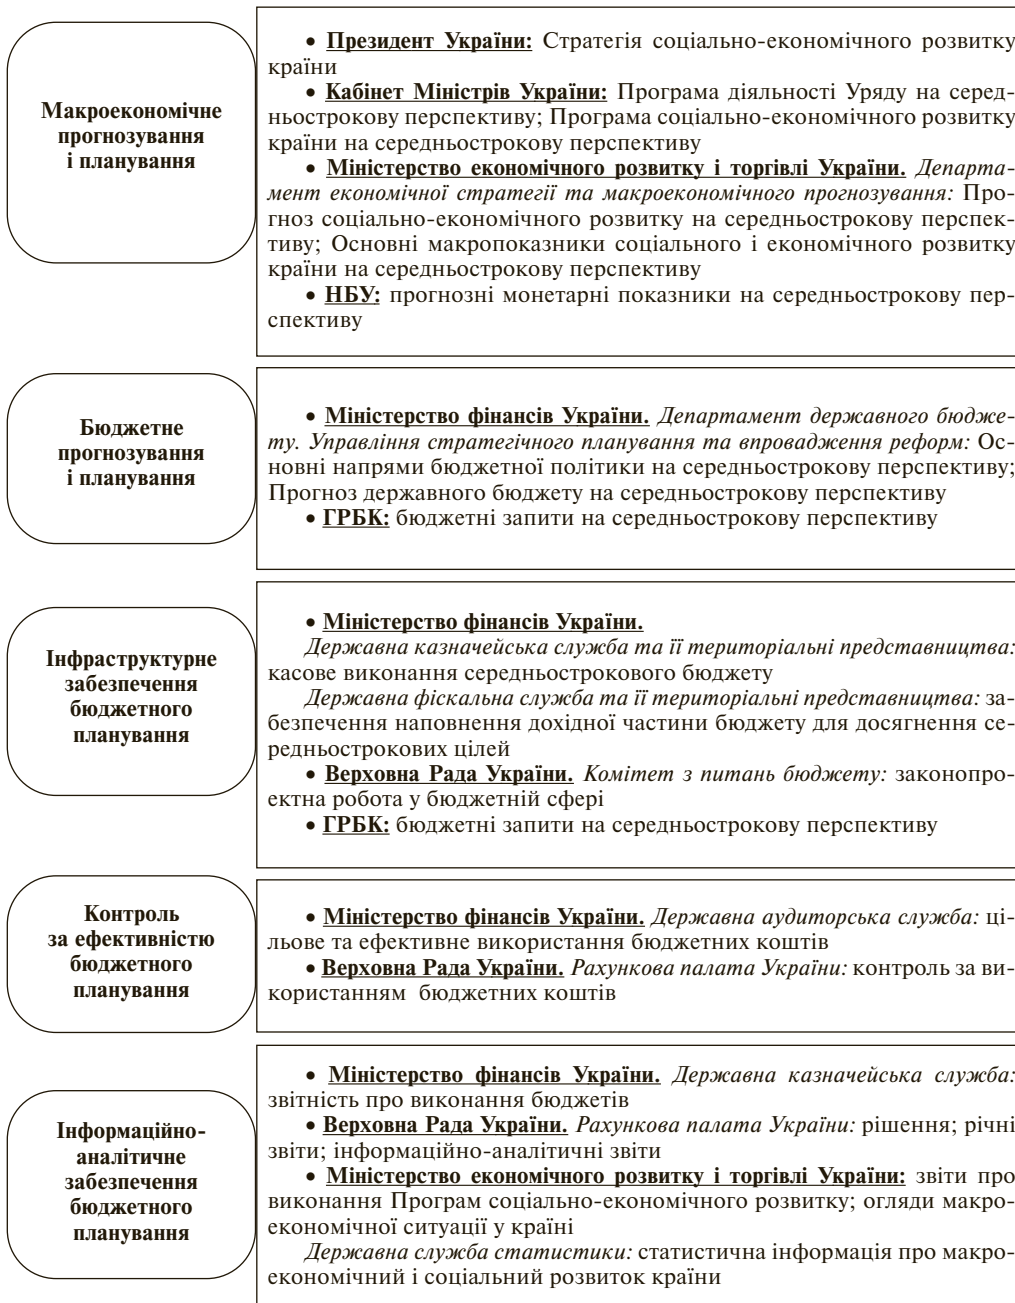 Макроекономічне
прогнозування
і планування
• Президент України: Стратегія соціально-економічного розвитку
країни
• Кабінет Міністрів України: Програма діяльності Уряду на серед-
ньострокову перспективу; Програма соціально-економічного розвитку
країни на середньострокову перспективу
• Міністерство економічного розвитку і торгівлі України. Департа-
мент економічної стратегії та макроекономічного прогнозування: Про-
гноз соціально-економічного розвитку на середньострокову перспек-
тиву; Основні макропоказники соціального і економічного розвитку
країни на середньострокову перспективу
• НБУ: прогнозні монетарні показники на середньострокову пер-
спективу
Бюджетне
прогнозування
і планування
• Міністерство фінансів України. Департамент державного бюдже-
ту. Управління стратегічного планування та впровадження реформ: Ос-
новні напрями бюджетної політики на середньострокову перспективу;
Прогноз державного бюджету на середньострокову перспективу
• ГРБК: бюджетні запити на середньострокову перспективу
Інфраструктурне
забезпечення
бюджетного
планування
• Міністерство фінансів України.
Державна казначейська служба та її територіальні представництва:
касове виконання середньострокового бюджету
Державна фіскальна служба та її територіальні представництва: за-
безпечення наповнення дохідної частини бюджету для досягнення се-
редньострокових цілей
• Верховна Рада України. Комітет з питань бюджету: законопро-
ектна робота у бюджетній сфері
• ГРБК: бюджетні запити на середньострокову перспективу
Контроль
за ефективністю
бюджетного
планування
• Міністерство фінансів України. Державна аудиторська служба: ці-
льове та ефективне використання бюджетних коштів
• Верховна Рада України. Рахункова палата України: контроль за ви-
користанням бюджетних коштів
Інформаційно-
аналітичне
забезпечення
бюджетного
планування
• Міністерство фінансів України. Державна казначейська служба:
звітність про виконання бюджетів
• Верховна Рада України. Рахункова палата України: рішення; річні
звіти; інформаційно-аналітичні звіти
• Міністерство економічного розвитку і торгівлі України: звіти про
виконання Програм соціально-економічного розвитку; огляди макро-
економічної ситуації у країні
Державна служба статистики: статистична інформація про макро-
економічний і соціальний розвиток країни